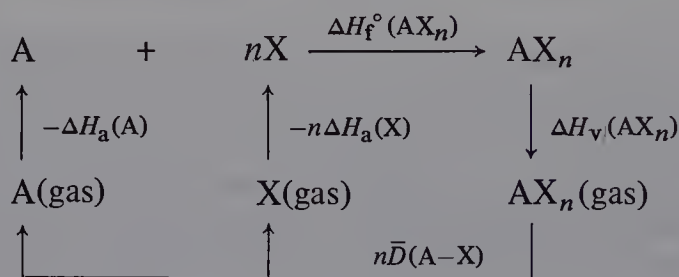 A + nX ΔH_f°(AX_n) AX_n
−ΔH_a(A) −nΔH_a(X) ΔH_v(AX_n)
A(gas) X(gas) AX_n(gas)
nD̅(A−X)